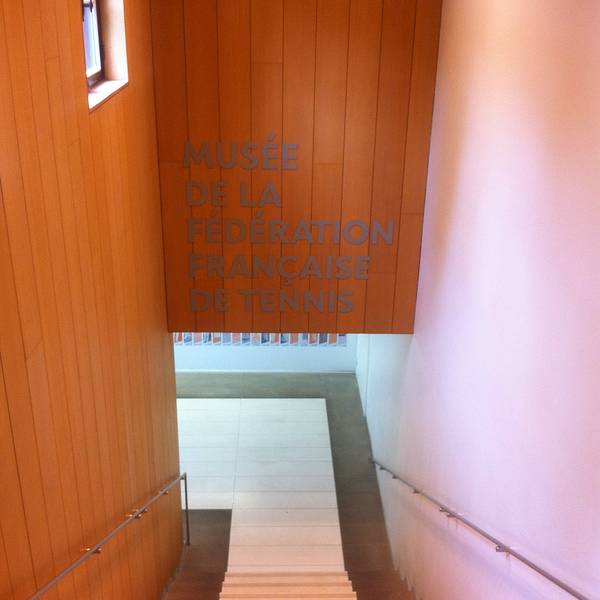 MUSÉE
DE LA
FÉDÉRATION
FRANÇAISE
DE TENNIS